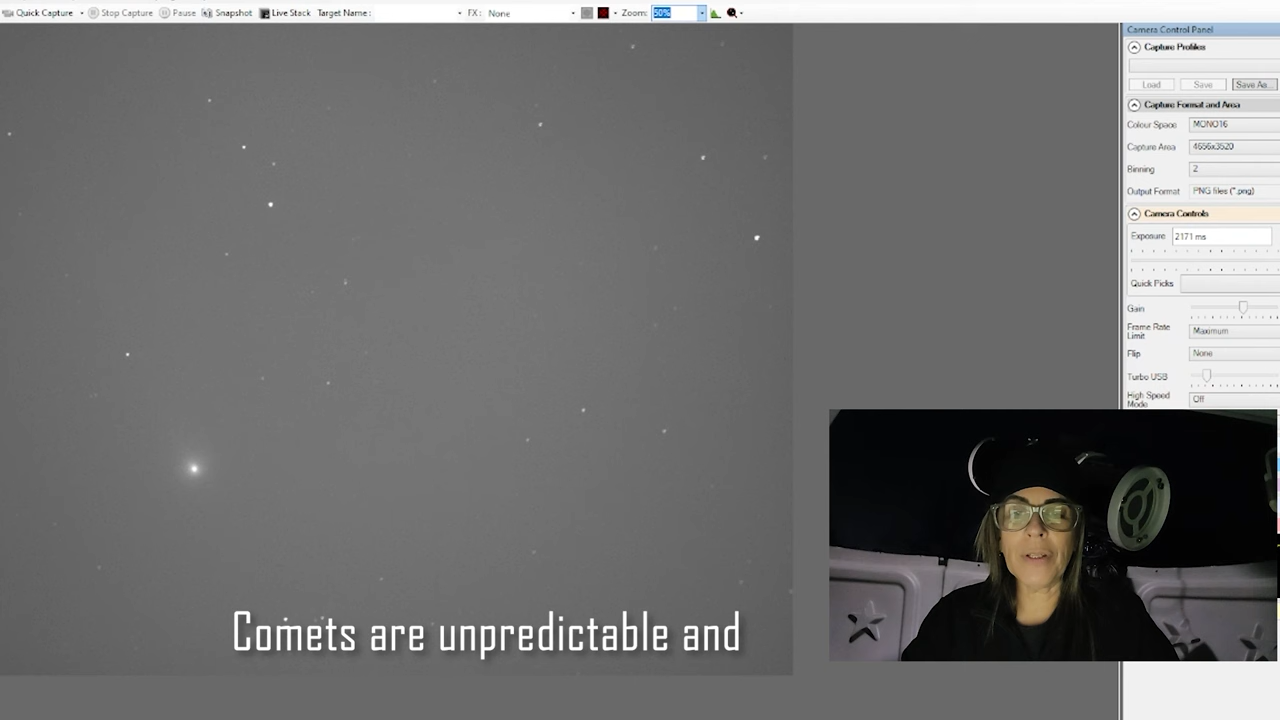 Quick Capture Stop Capture Pause Snapshot Live Stack Target Name : FX : None Zoom: 50%
Camera Control Panel
Capture Profiles
Load Save Save As...
Capture Format and Area
Colour Space MONO16
Capture Area 4656x3520
Binning 2
Output Format PNG files (*.png)
Camera Controls
Exposure 2171 ms
Quick Picks
Gain
Frame Rate Limit Maximum
Flip None
Turbo USB
High Speed Mode Off
Comets are unpredictable and